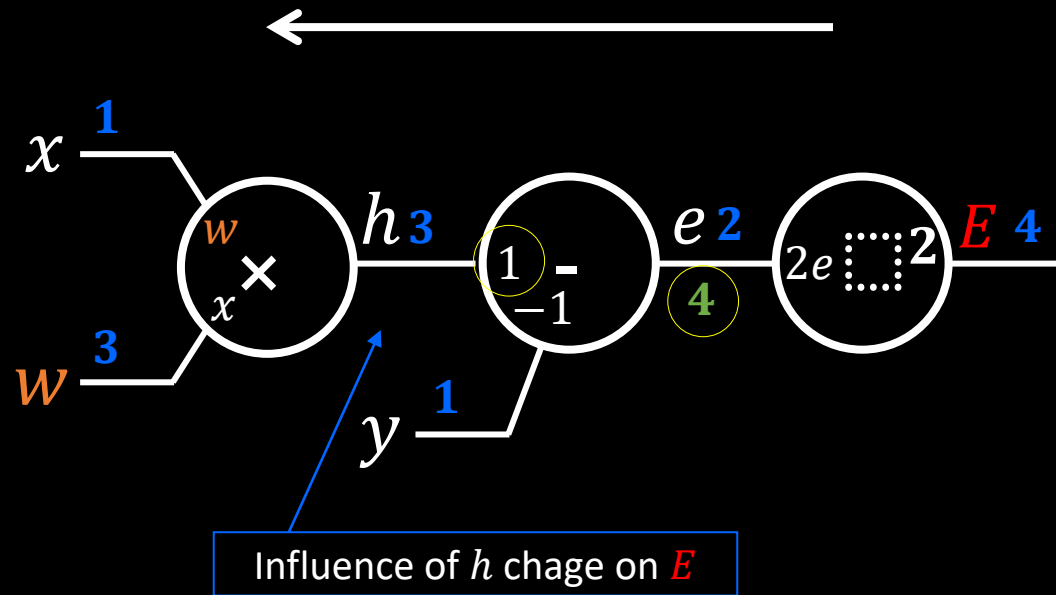 1
x
w
×
x
3
w
h 3
1
-
−1
1
y
e 2
4
2e
2
E 4
Influence of h chage on E